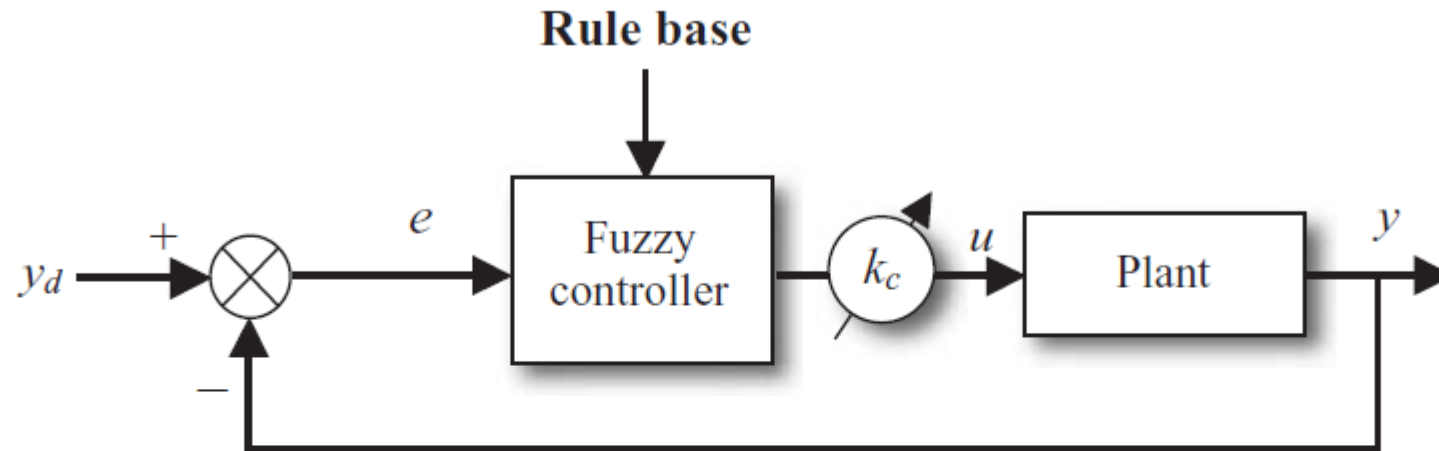 Rule base
y_d
+
−
e
Fuzzy
controller
k_c
u
Plant
y